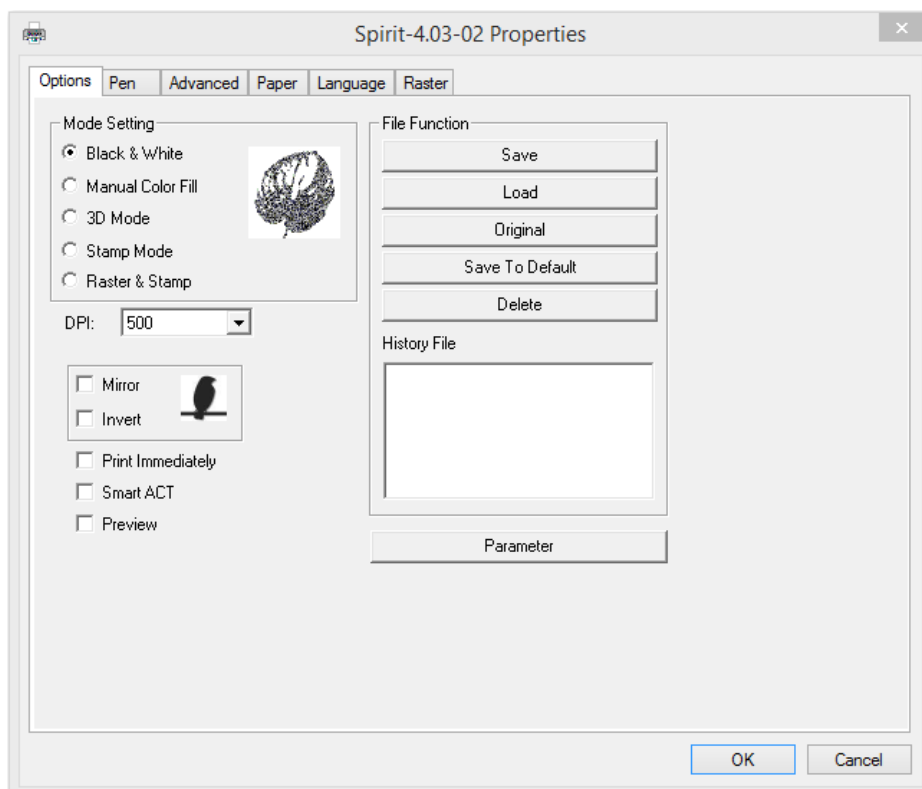 Spirit-4.03-02 Properties
Options Pen Advanced Paper Language Raster
Mode Setting
Black & White
Manual Color Fill
3D Mode
Stamp Mode
Raster & Stamp
DPI: 500
Mirror
Invert
Print Immediately
Smart ACT
Preview
File Function
Save
Load
Original
Save To Default
Delete
History File
Parameter
OK Cancel